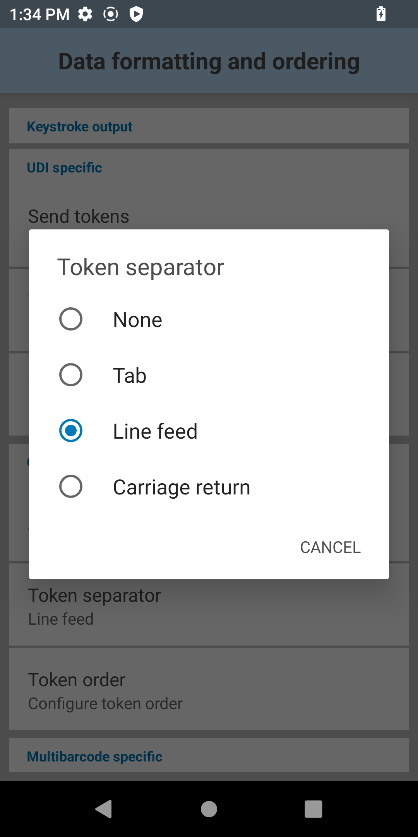 1:34 PM
Data formatting and ordering
Keystroke output
UDI specific
Send tokens
Token separator
None
Tab
Line feed
Carriage return
CANCEL
Token separator
Line feed
Token order
Configure token order
Multibarcode specific